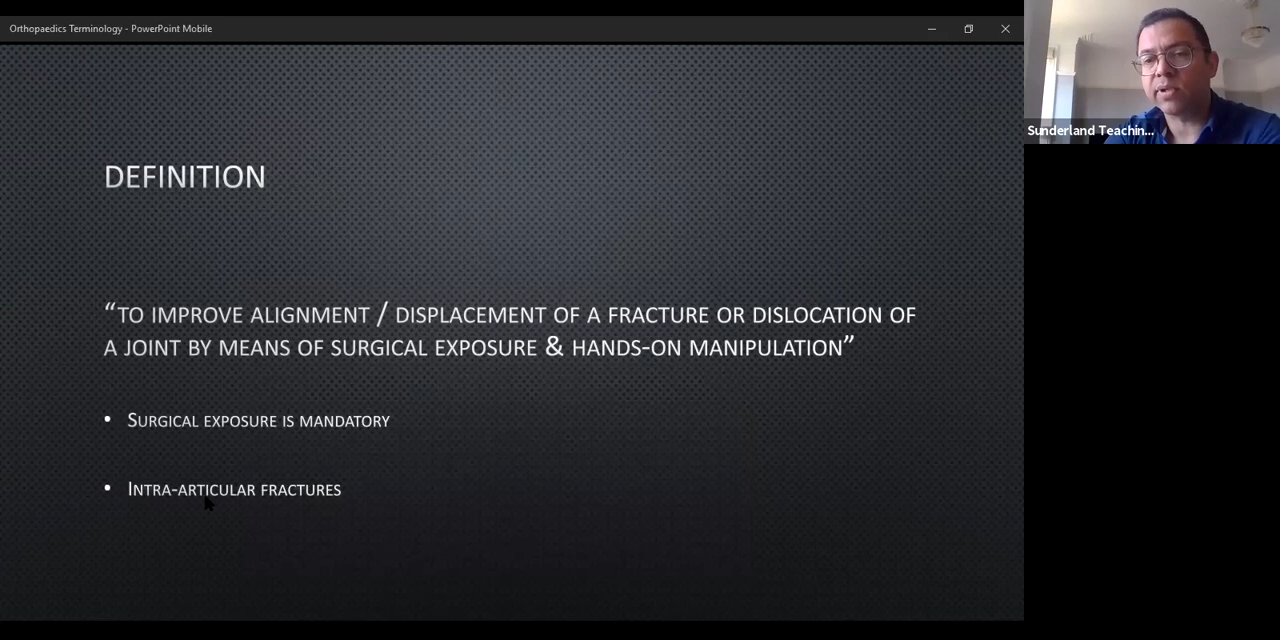 Orthopaedics Terminology - PowerPoint Mobile
Sunderland Teachin...
DEFINITION
“TO IMPROVE ALIGNMENT / DISPLACEMENT OF A FRACTURE OR DISLOCATION OF
A JOINT BY MEANS OF SURGICAL EXPOSURE & HANDS-ON MANIPULATION”
• SURGICAL EXPOSURE IS MANDATORY
• INTRA-ARTICULAR FRACTURES